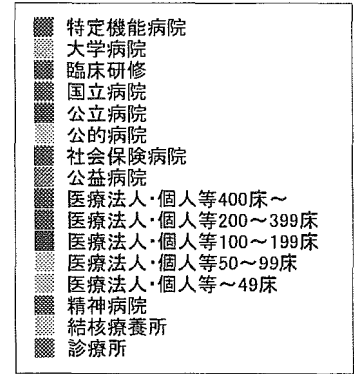 特定機能病院
大学病院
臨床研修
国立病院
公立病院
公的病院
社会保険病院
公益病院
医療法人・個人等400床～
医療法人・個人等200～399床
医療法人・個人等100～199床
医療法人・個人等50～99床
医療法人・個人等～49床
精神病院
結核療養所
診療所